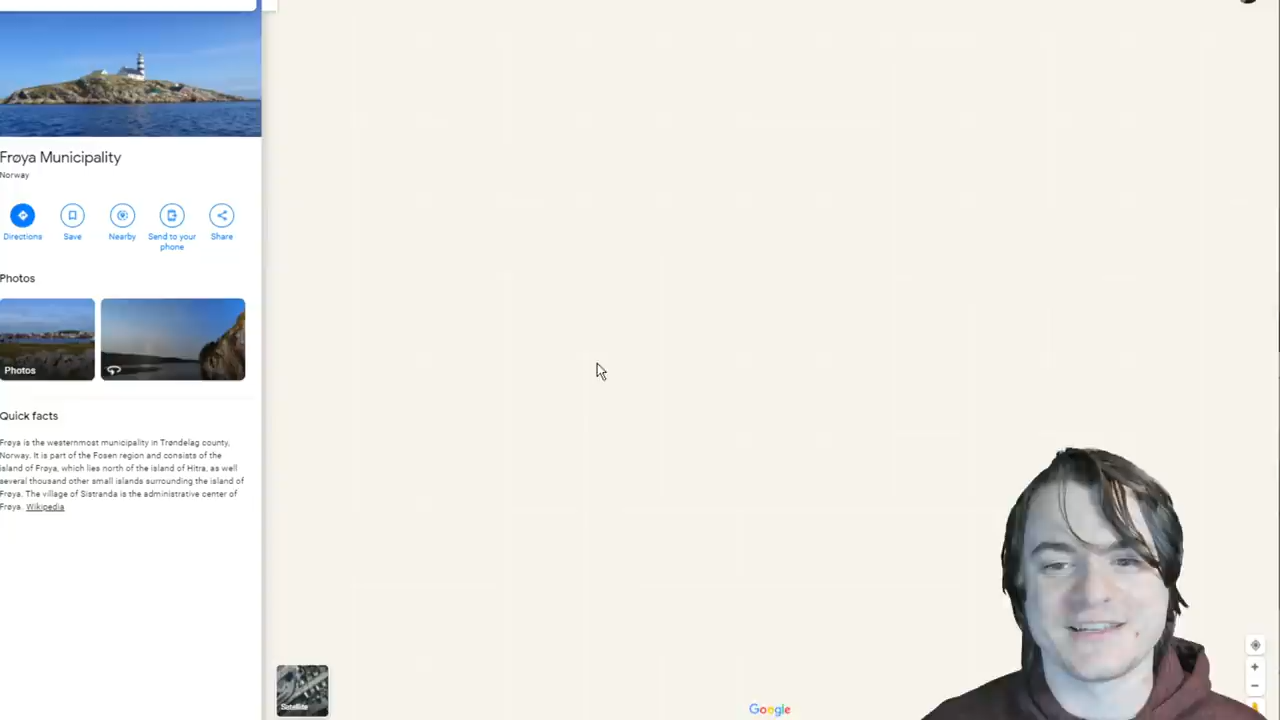 Frøya Municipality
Norway
Directions
Save
Nearby
Send to your
phone
Share
Photos
Photos
Quick facts
Frøya is the westernmost municipality in Trøndelag county,
Norway. It is part of the Fosen region and consists of the
island of Frøya, which lies north of the island of Hitra, as well
several thousand other small islands surrounding the island of
Frøya. The village of Sistranda is the administrative center of
Frøya. Wikipedia
Satellite
Google